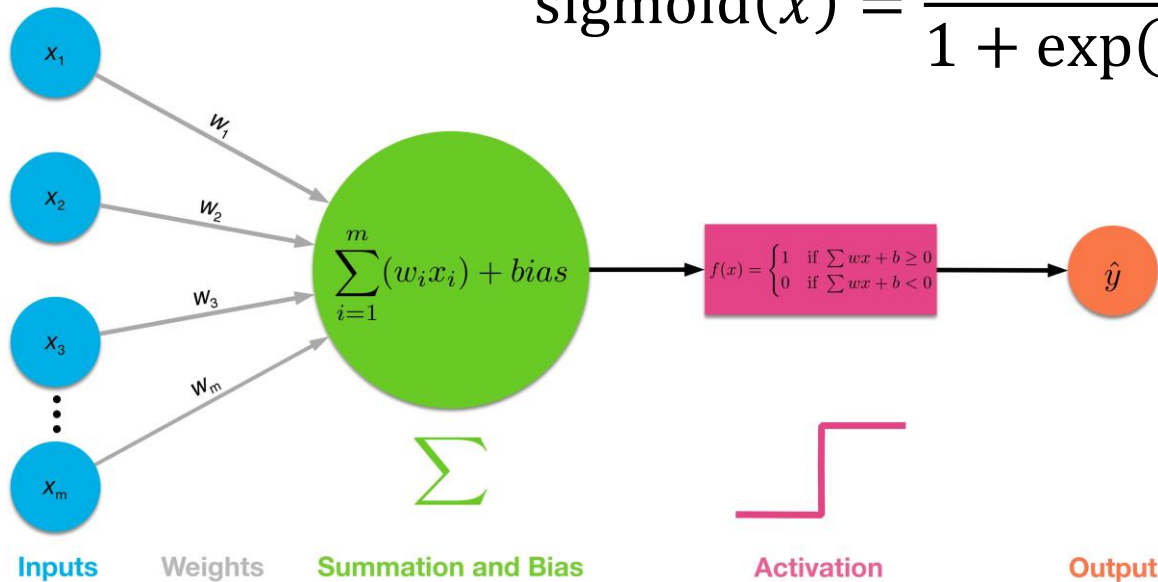 sigmoid(x) =
1 + exp(
x₁
w₁
x₂
w₂
x₃
w₃
xₘ
wₘ
m
∑(wᵢxᵢ) + bias
i=1
f(x) = {1 if ∑ wx + b ≥ 0
0 if ∑ wx + b < 0
ŷ
∑
Inputs Weights Summation and Bias Activation Output